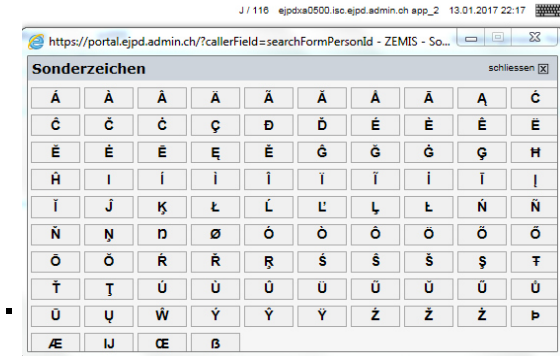 J / 116 ejpdxa0500.isc.ejpd.admin.ch app_2 13.01.2017 22:17
https://portal.ejpd.admin.ch/?callerField=searchFormPersonId - ZEMIS - So...
Sonderzeichen schliessen
Á À Â Ä Ã Ă Å Ā Ą Ć
Ĉ Č Ċ Ç Đ Ď É È Ê Ë
Ě Ė Ē Ę Ĝ Ğ Ġ Ģ Ħ
Ĥ I Í Ì Î Ï Ĩ İ Ī Į
Ĵ Ķ Ł Ĺ Ľ Ļ Ń Ñ
Ň Ņ Ŋ Ø Ó Ò Ô Ö Õ Ő
Ō Ŕ Ř Ŗ Ś Ŝ Š Ş Ŧ
Ť Ţ Ú Ù Û Ü Ũ Ŭ Ű Ů
Ū Ų Ŵ Ý Ŷ Ÿ Ź Ž Ż Þ
Æ IJ Œ ß